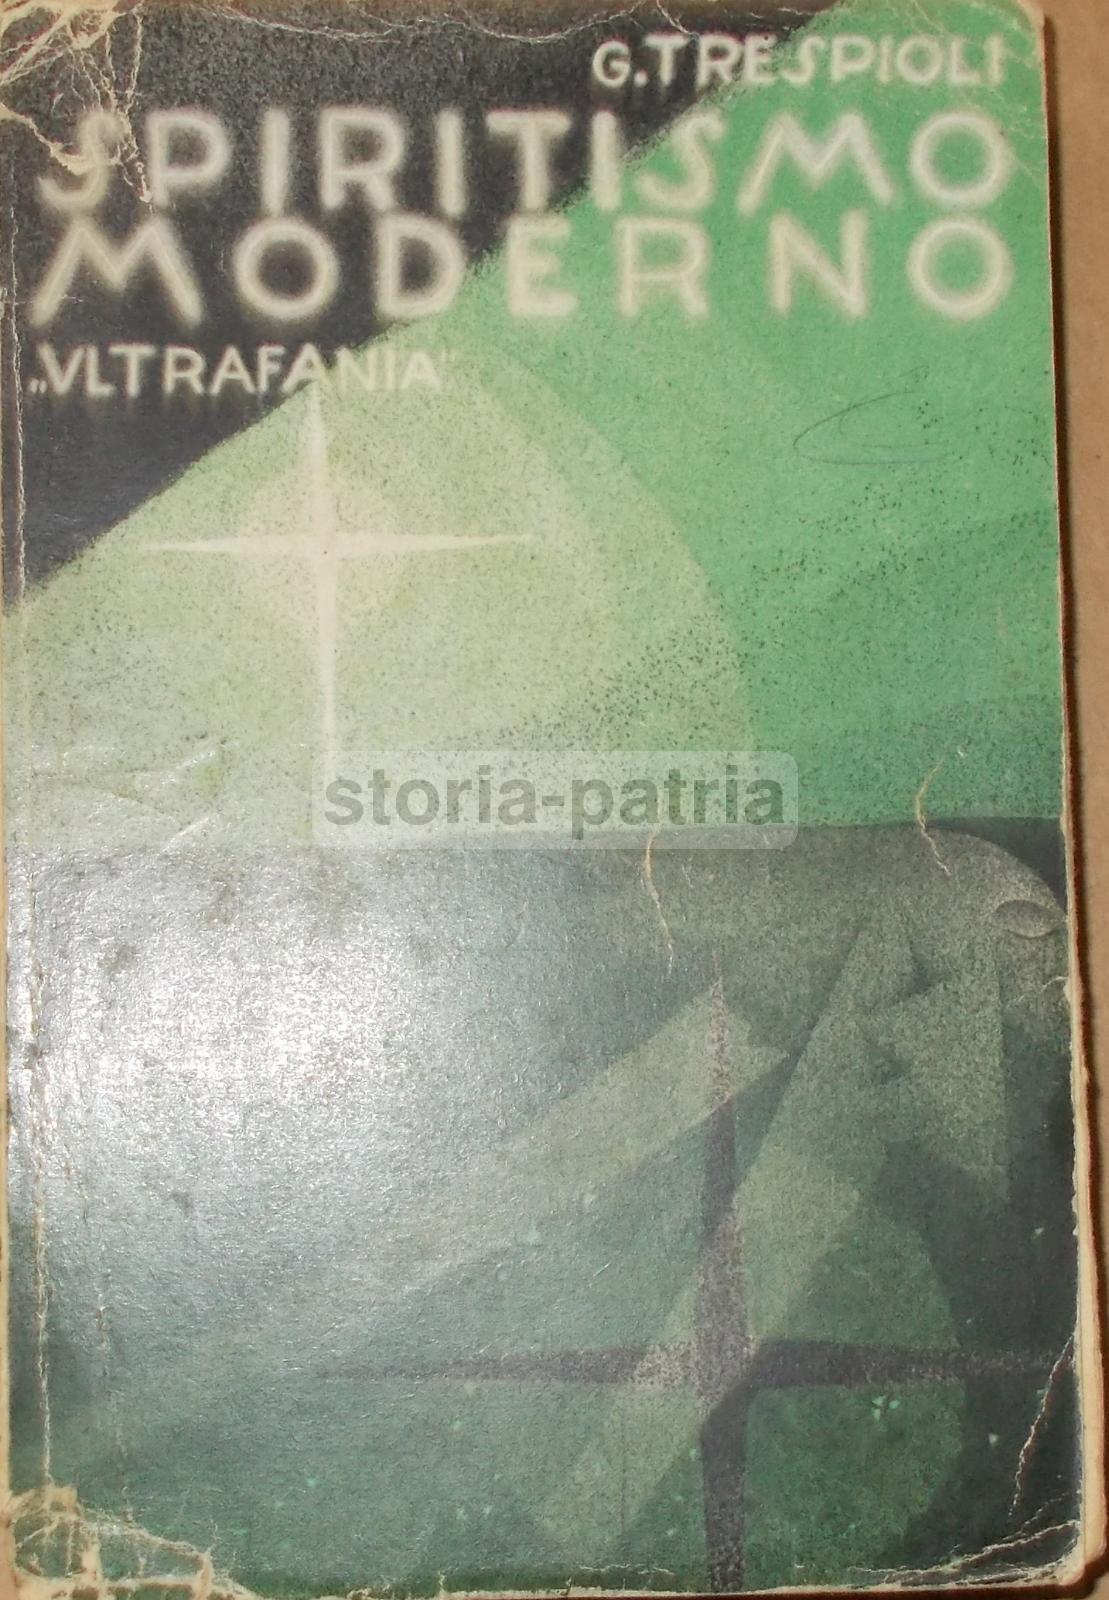 G. TRESPIOLI
SPIRITISMO
MODERNO
„VLTRAFANIA"
storia-patria